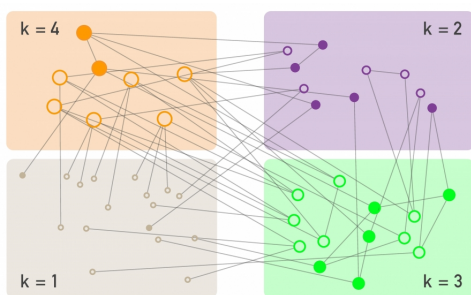 k = 4
k = 2
k = 1
k = 3